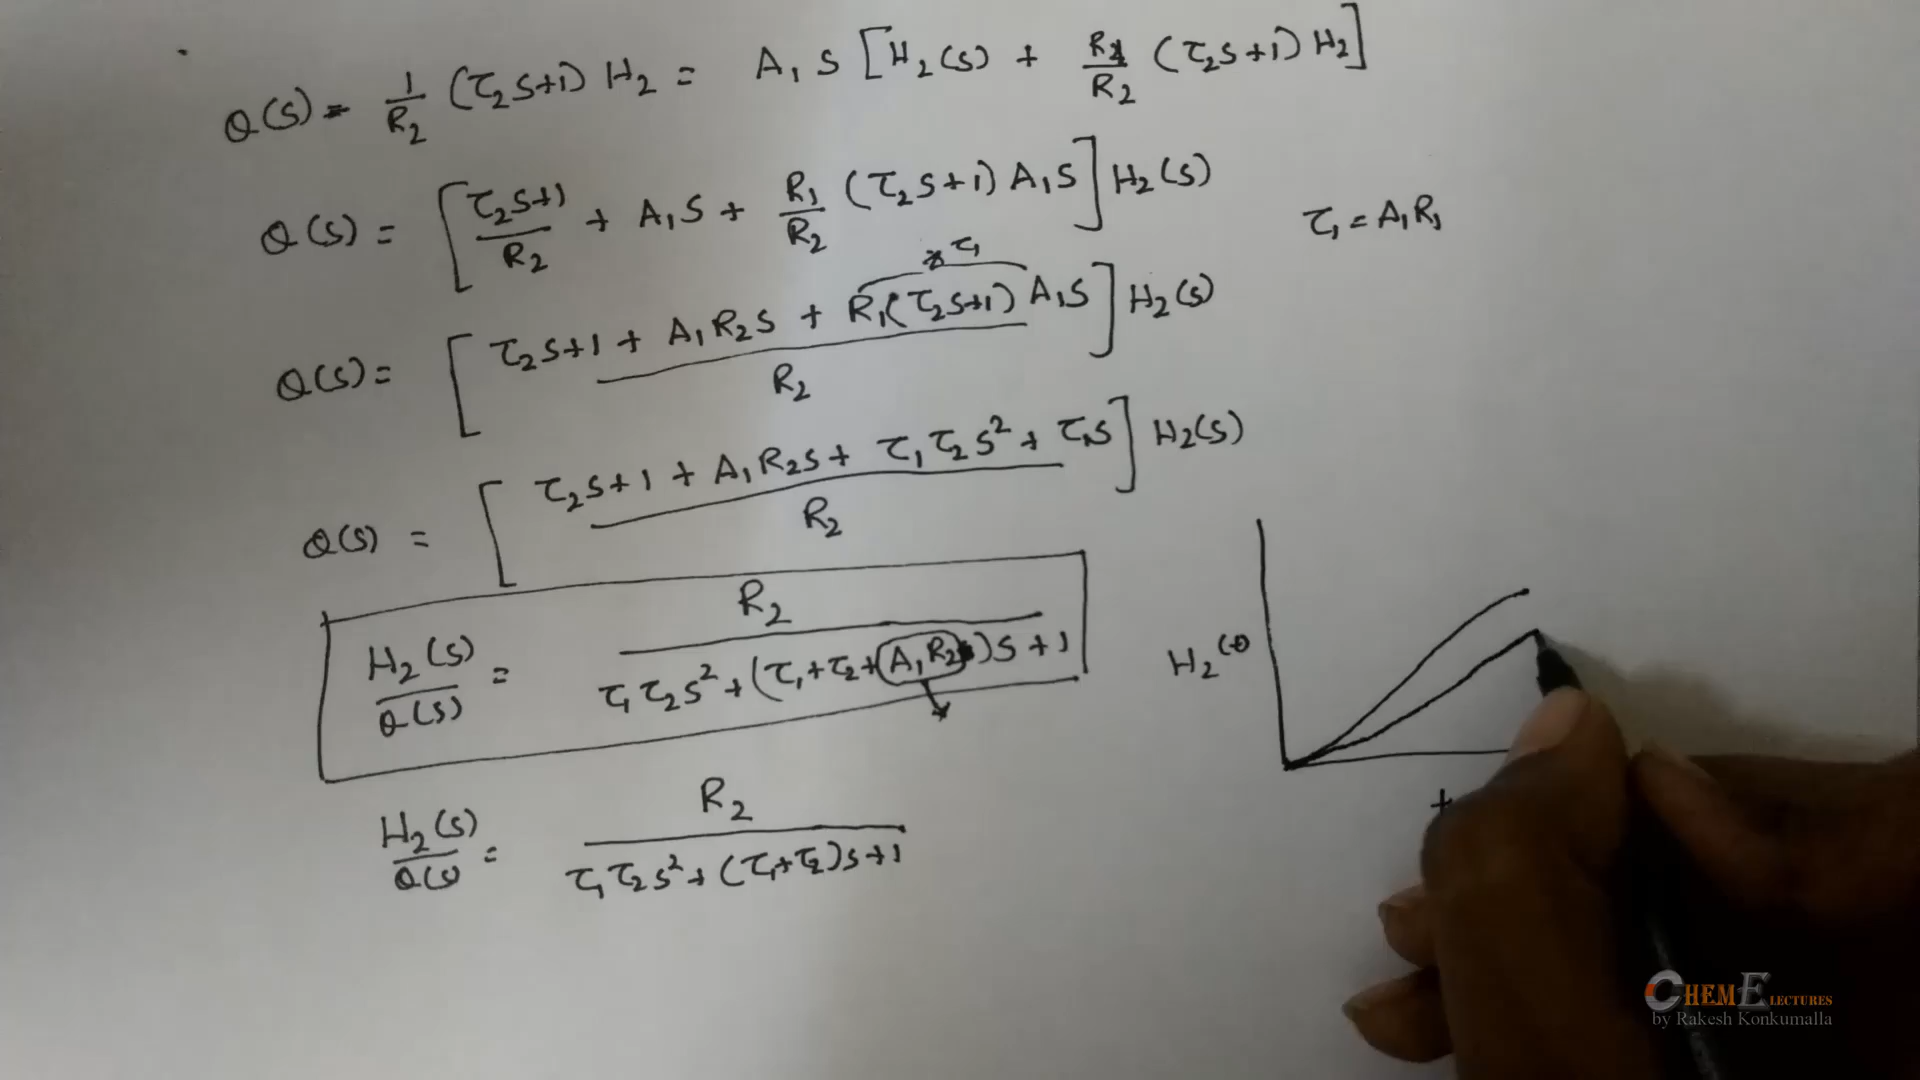 Q(S) - 1/R₂ (τ₂S+1) H₂ = A₁ S [H₂(S) + R₁/R₂ (τ₂S+1) H₂]
Q(S) = [τ₂S+1/R₂ + A₁S + R₁/R₂ (τ₂S+1) A₁S] H₂(S)
τ₁ = A₁R₁
τ₁
Q(S) = [τ₂S+1 + A₁R₂S + R₁(τ₂S+1) A₁S / R₂] H₂(S)
Q(S) = [τ₂S+1 + A₁R₂S + τ₁τ₂S² + τ₁S / R₂] H₂(S)
H₂(S)/Q(S) = R₂ / τ₁τ₂S² + (τ₁+τ₂+A₁R₂)S+1
H₂(t)
t
H₂(S)/Q(S) = R₂ / τ₁τ₂S² + (τ₁+τ₂)S+1
CHEME LECTURES
by Rakesh Konkumalla